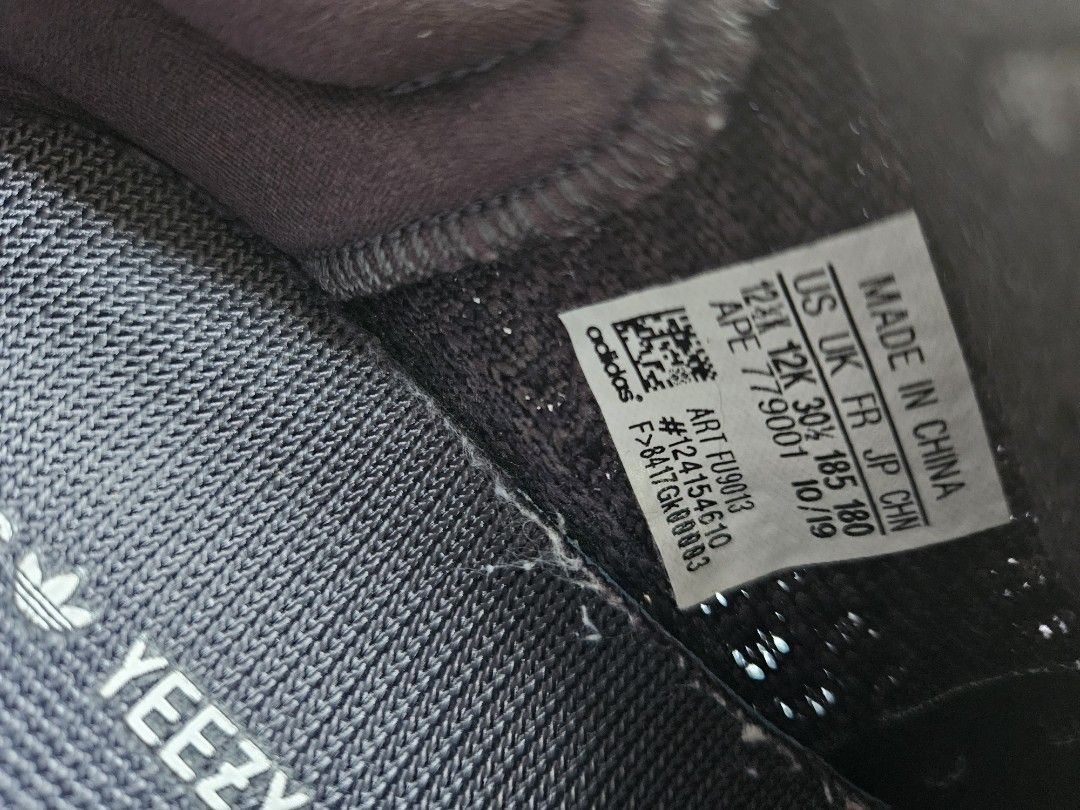 MADE IN CHINA
US UK FR JP CHN
12½K 12K 30½ 185 180
APE 779001 10/19
ART FU9013
#124154610
F>8417GK00003
adidas
YEEZY